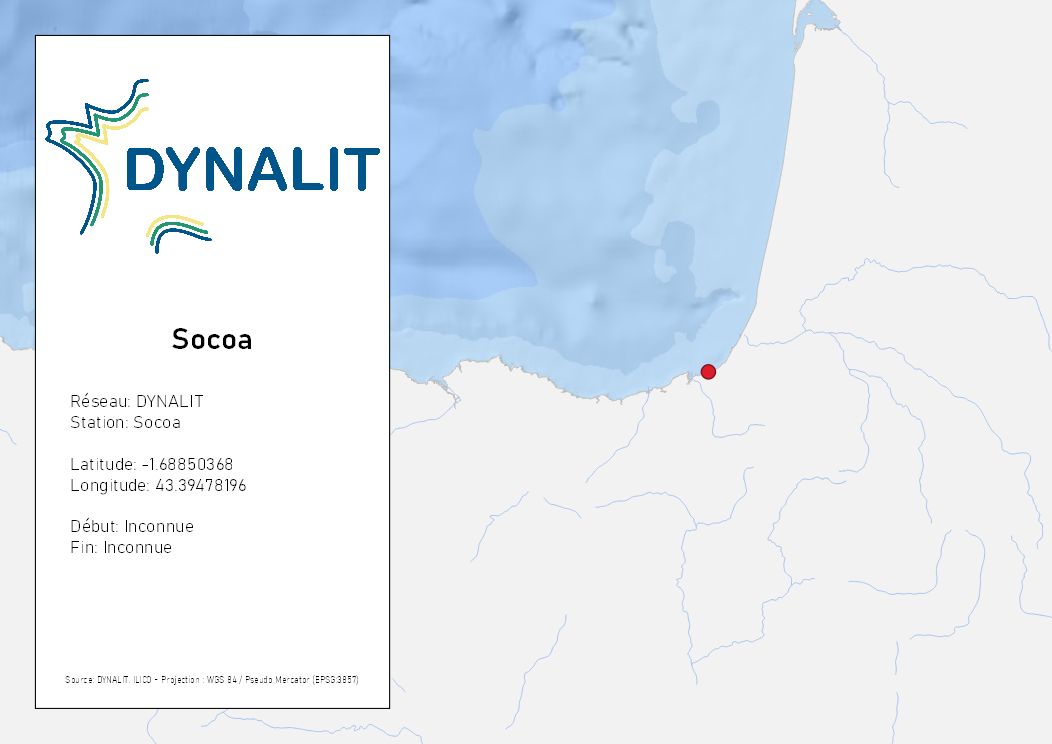 DYNALIT
Socoa
Réseau: DYNALIT
Station: Socoa
Latitude: -1.68850368
Longitude: 43.39478196
Début: Inconnue
Fin: Inconnue
Source: DYNALIT, ILICO - Projection : WGS 84 / Pseudo Mercator (EPSG:3857)